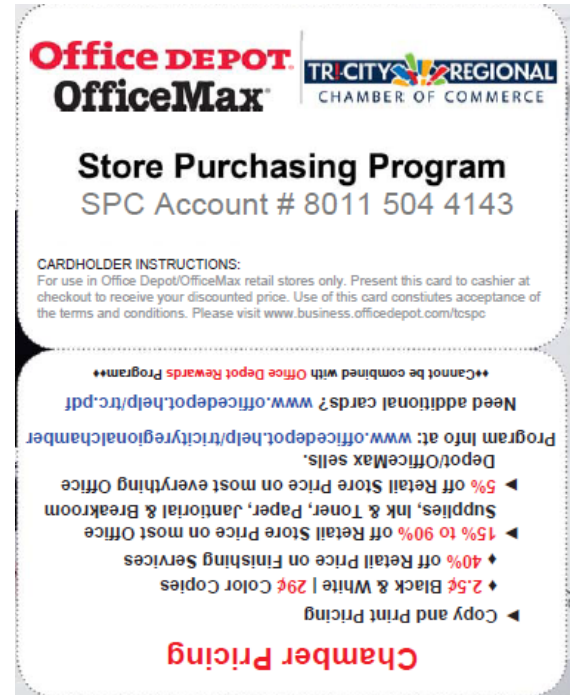 Office DEPOT
OfficeMax
TRI-CITY REGIONAL
CHAMBER OF COMMERCE
Store Purchasing Program
SPC Account # 8011 504 4143
CARDHOLDER INSTRUCTIONS:
For use in Office Depot/OfficeMax retail stores only. Present this card to cashier at
checkout to receive your discounted price. Use of this card constiutes acceptance of
the terms and conditions. Please visit www.business.officedepot.com/tcspc
Chamber Pricing
► Copy and Print Pricing
♦ 2.5¢ Black & White | 29¢ Color Copies
♦ 40% off Retail Price on Finishing Services
► 15% to 90% off Retail Store Price on most Office
Supplies, Ink & Toner, Paper, Jantiorial & Breakroom
► 5% off Retail Store Price on most everything Office
Depot/OfficeMax sells.
Program Info at: www.officedepot.help/tricityregionalchamber
Need additional cards? www.officedepot.help/trc.pdf
♦♦Cannot be combined with Office Depot Rewards Program♦♦